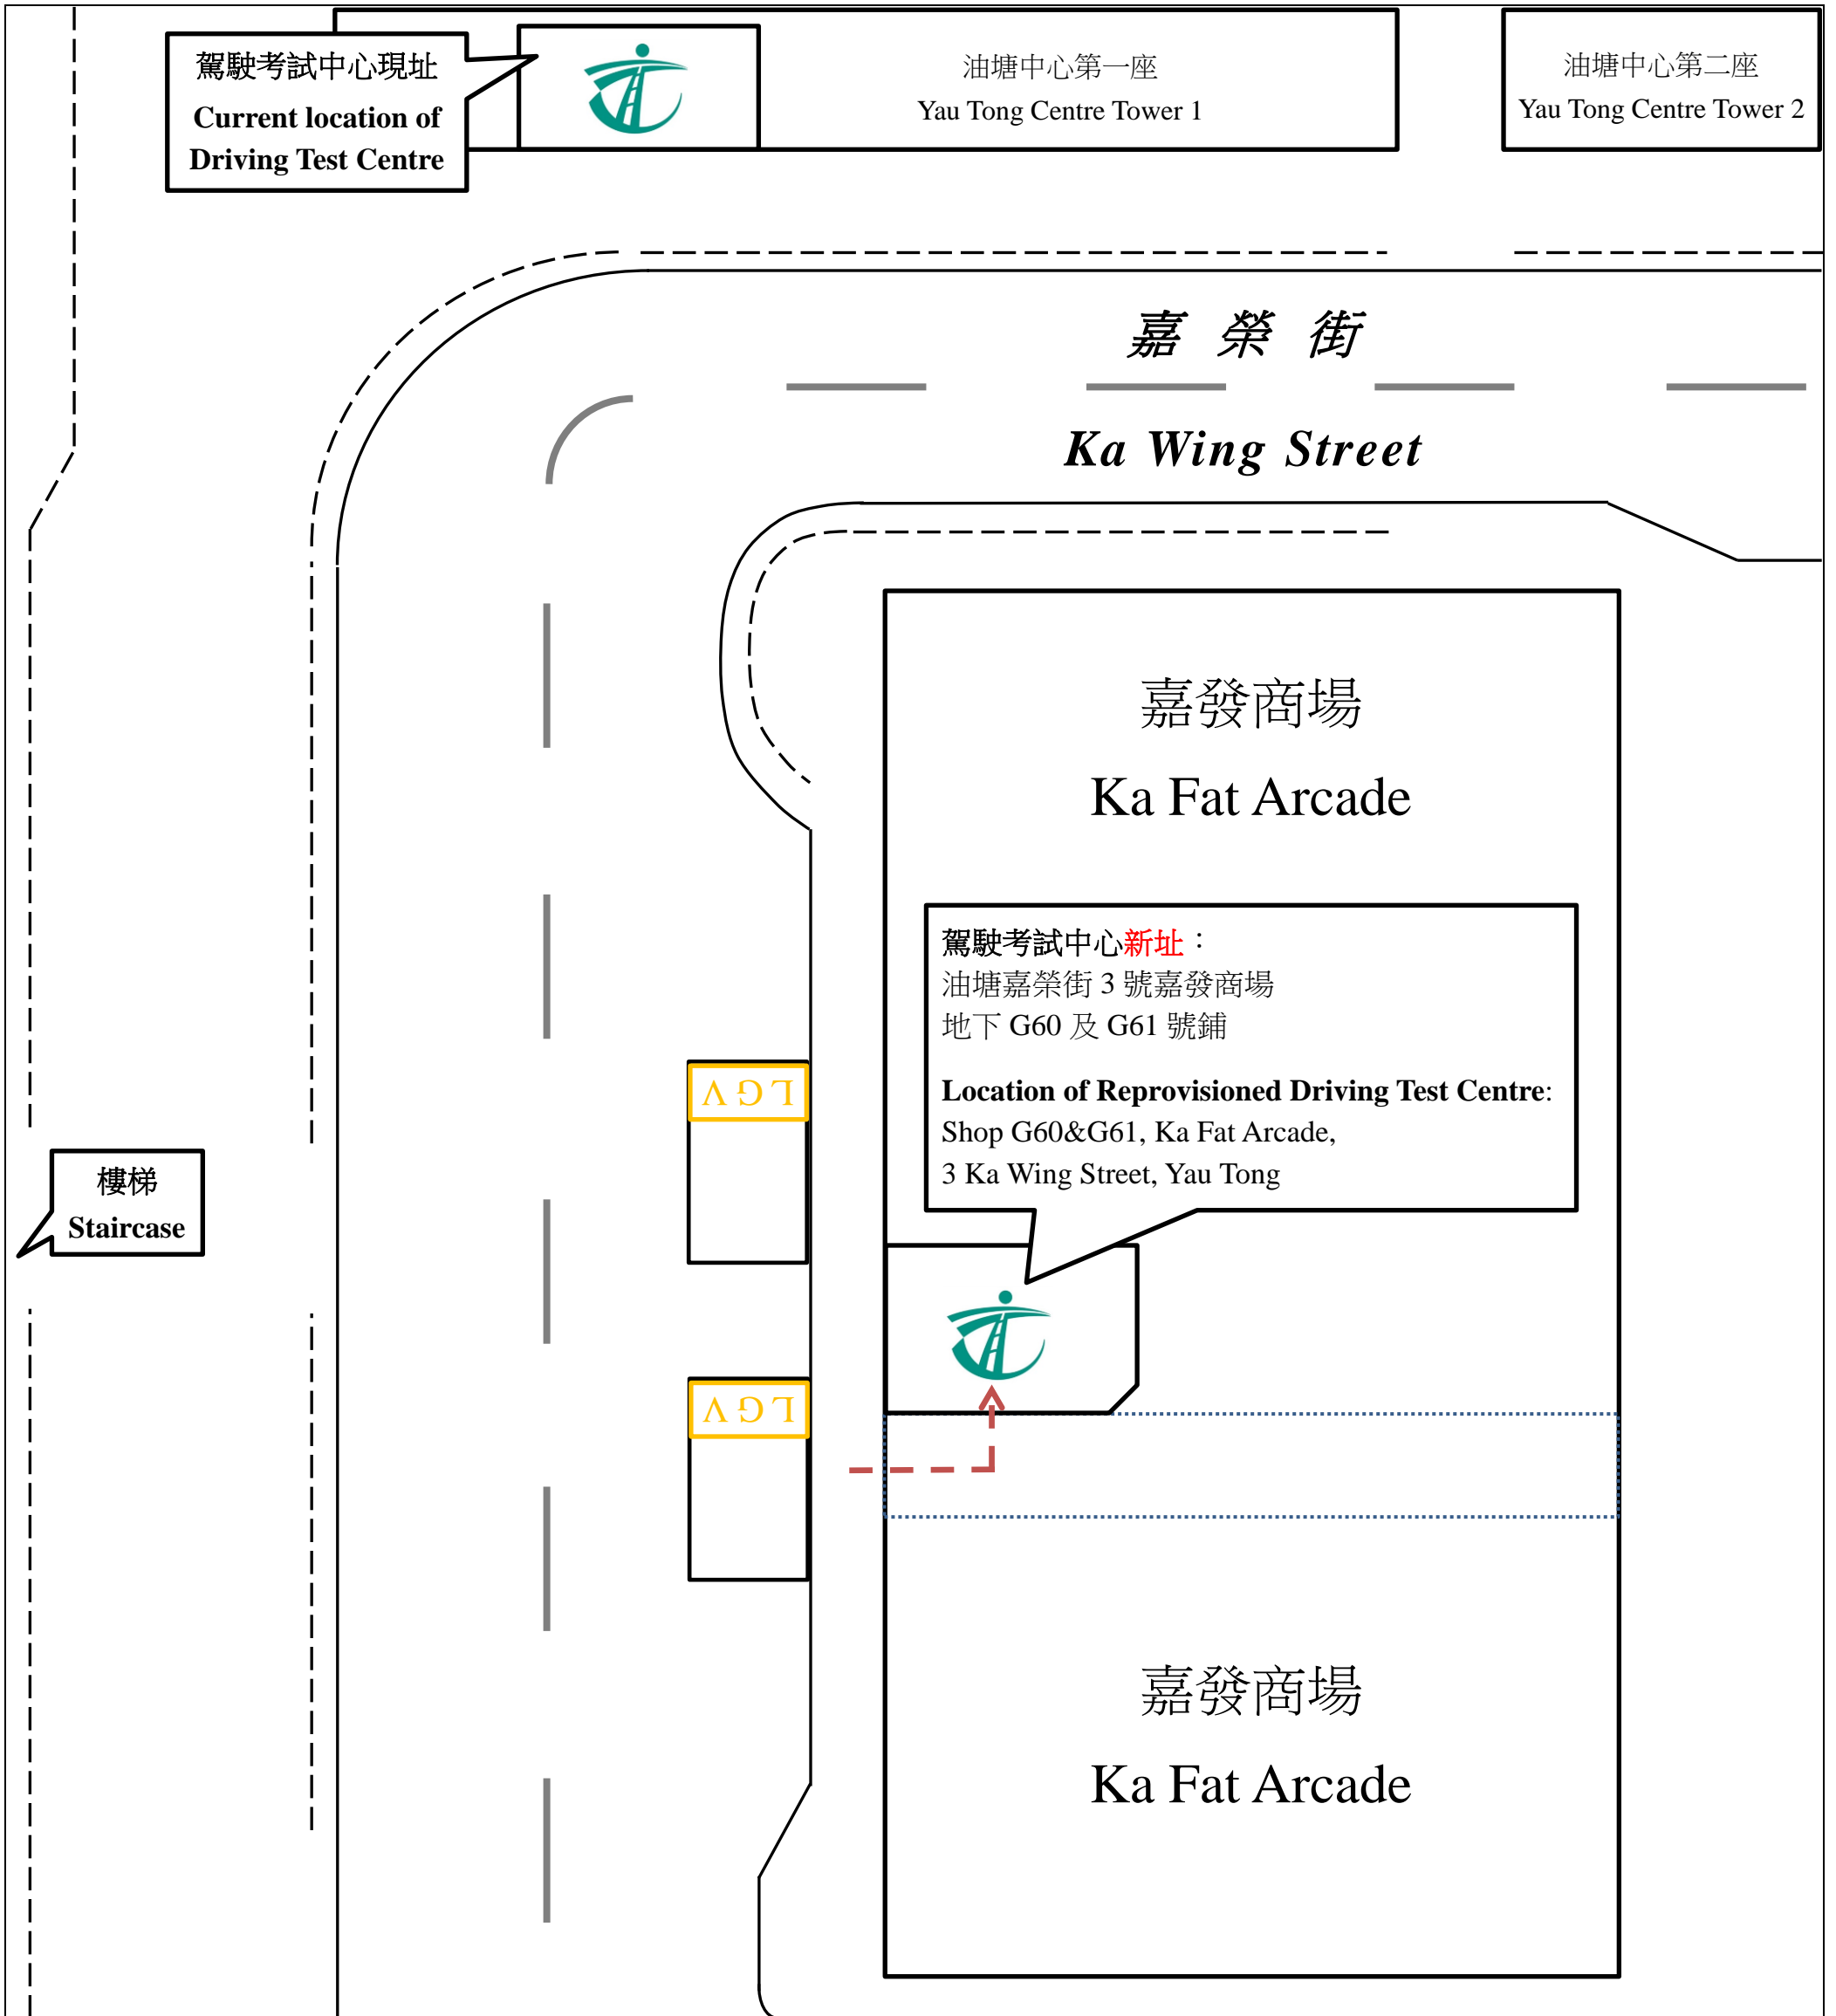 駕駛考試中心現址
Current location of
Driving Test Centre
油塘中心第一座
Yau Tong Centre Tower 1
油塘中心第二座
Yau Tong Centre Tower 2
嘉 榮 街
Ka Wing Street
嘉發商場
Ka Fat Arcade
駕駛考試中心新址：
油塘嘉榮街 3 號嘉發商場
地下 G60 及 G61 號鋪
Location of Reprovisioned Driving Test Centre:
Shop G60&G61, Ka Fat Arcade,
3 Ka Wing Street, Yau Tong
LGV
樓梯
Staircase
LGV
嘉發商場
Ka Fat Arcade